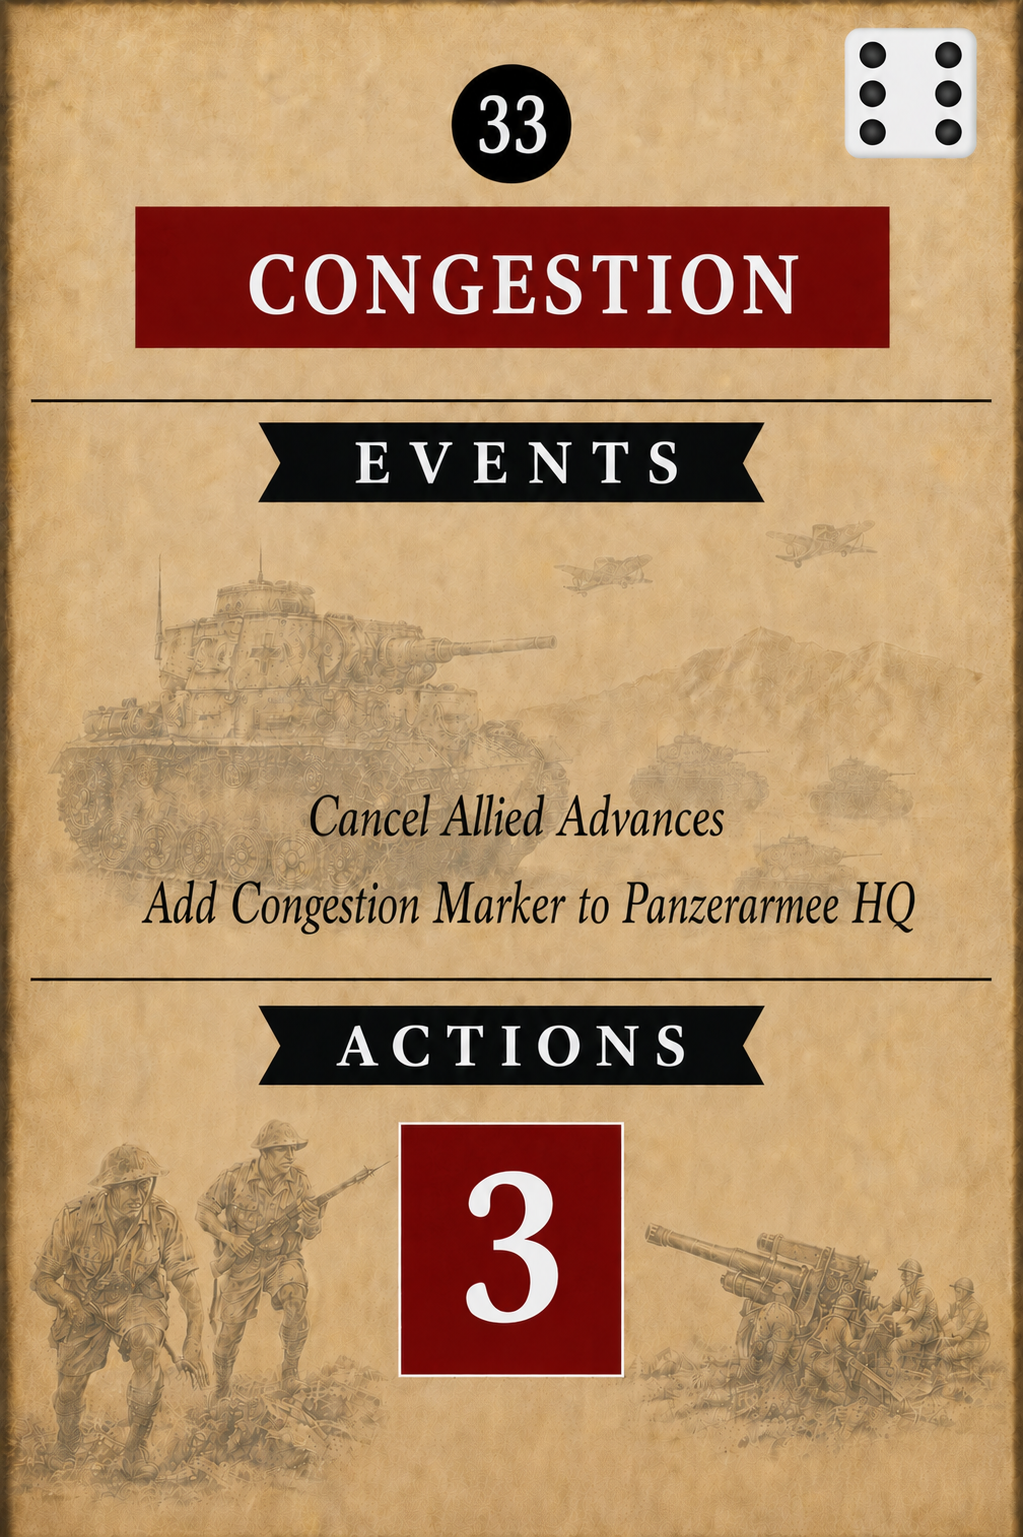 33
CONGESTION
EVENTS
Cancel Allied Advances
Add Congestion Marker to Panzerarmee HQ
ACTIONS
3